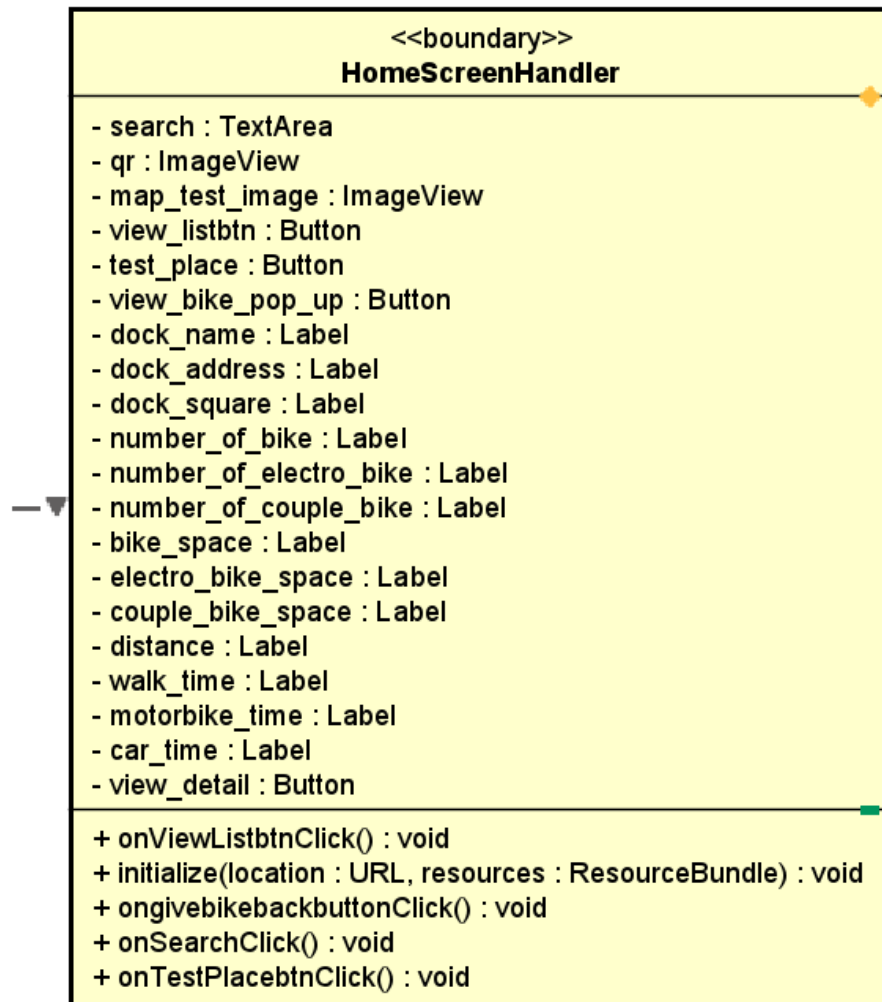 <<boundary>>
HomeScreenHandler
- search : TextArea
- qr : ImageView
- map_test_image : ImageView
- view_listbtn : Button
- test_place : Button
- view_bike_pop_up : Button
- dock_name : Label
- dock_address : Label
- dock_square : Label
- number_of_bike : Label
- number_of_electro_bike : Label
- number_of_couple_bike : Label
- bike_space : Label
- electro_bike_space : Label
- couple_bike_space : Label
- distance : Label
- walk_time : Label
- motorbike_time : Label
- car_time : Label
- view_detail : Button
+ onViewListbtnClick() : void
+ initialize(location : URL, resources : ResourceBundle) : void
+ ongivebikebackbuttonClick() : void
+ onSearchClick() : void
+ onTestPlacebtnClick() : void